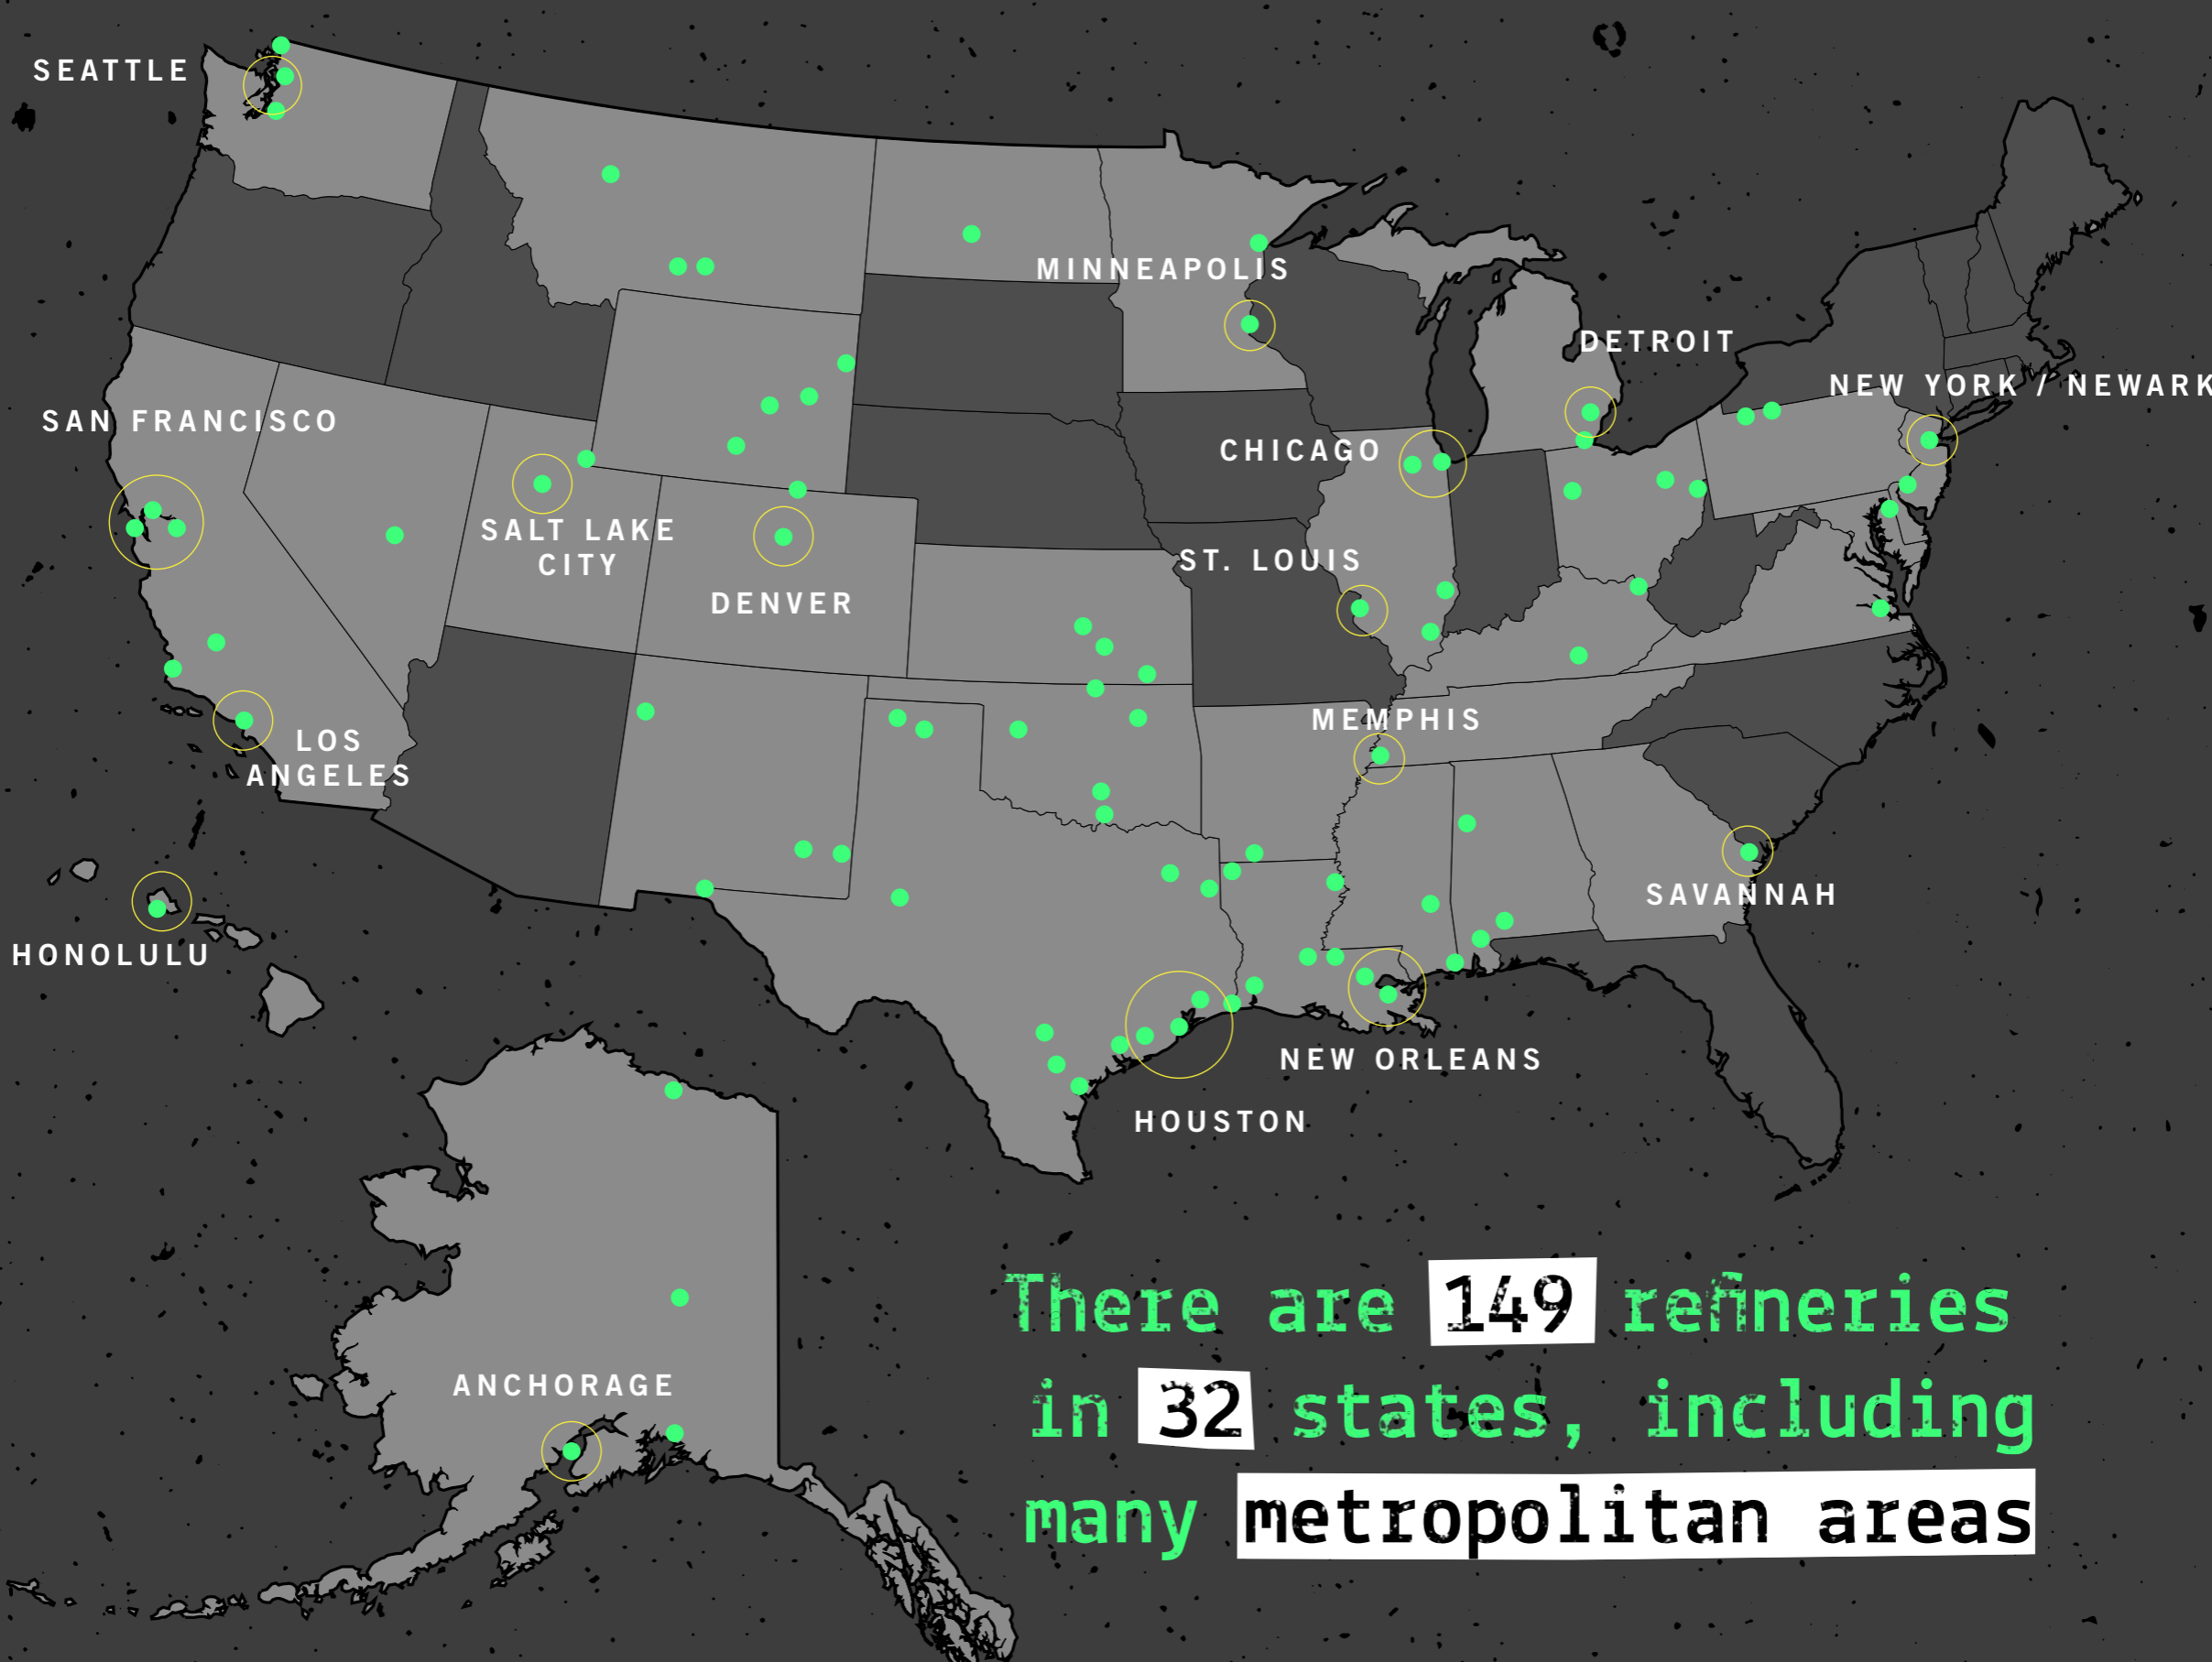 SEATTLE
MINNEAPOLIS
DETROIT
NEW YORK / NEWARK
SAN FRANCISCO
CHICAGO
SALT LAKE
CITY
ST. LOUIS
DENVER
MEMPHIS
LOS
ANGELES
SAVANNAH
HONOLULU
NEW ORLEANS
HOUSTON
ANCHORAGE
There are 149 refineries
in 32 states, including
many metropolitan areas